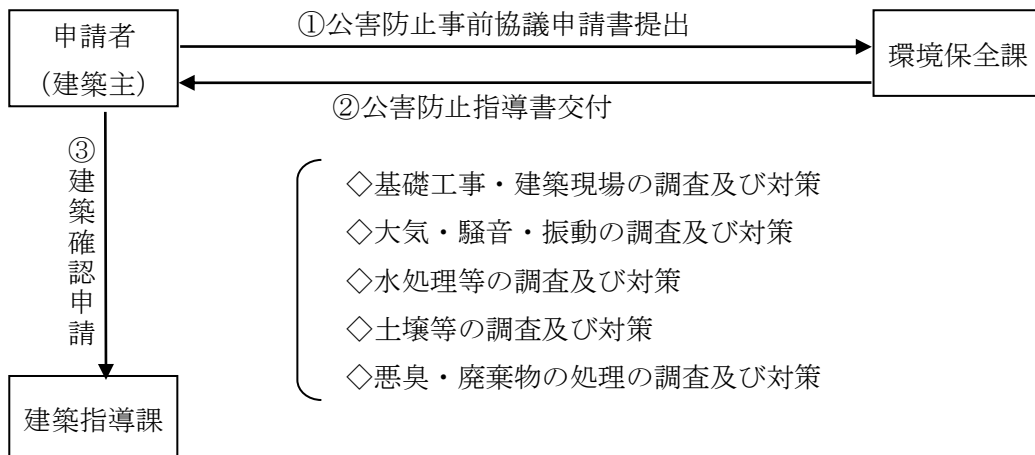 申請者
（建築主）
①公害防止事前協議申請書提出
環境保全課
②公害防止指導書交付
③建築確認申請
◇基礎工事・建築現場の調査及び対策
◇大気・騒音・振動の調査及び対策
◇水処理等の調査及び対策
◇土壌等の調査及び対策
◇悪臭・廃棄物の処理の調査及び対策
建築指導課